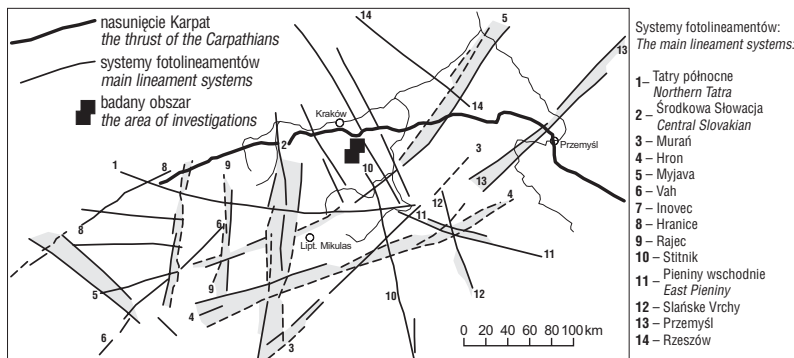 nasunięcie Karpat
the thrust of the Carpathians
systemy fotolineamentów
main lineament systems
badany obszar
the area of investigations
14
5
13
Kraków
14
2
Przemyśl
1
8
9
10
3
13
12
4
8
6
11
Lipt. Mikulas
11
5
9
12
4
10
6
3
0 20 40 60 80 100 km
Systemy fotolineamentów:
The main lineament systems:
1 – Tatry północne
Northern Tatra
2 – Środkowa Słowacja
Central Slovakian
3 – Murań
4 – Hron
5 – Myjava
6 – Vah
7 – Inovec
8 – Hranice
9 – Rajec
10 – Stitnik
11 – Pieniny wschodnie
East Pieniny
12 – Slańske Vrchy
13 – Przemyśl
14 – Rzeszów